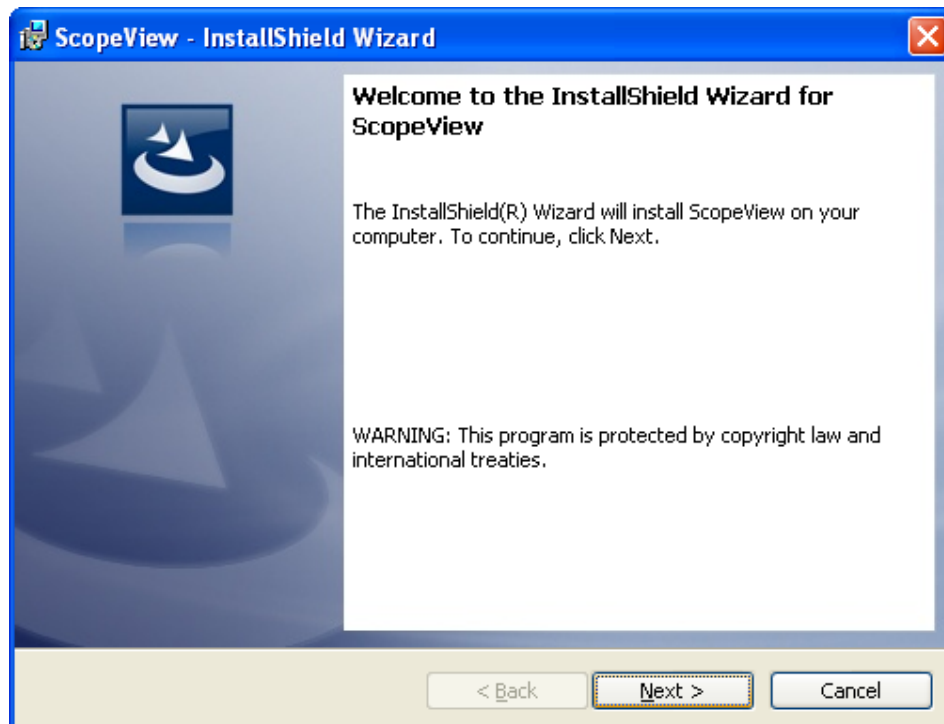 ScopeView - InstallShield Wizard
Welcome to the InstallShield Wizard for
ScopeView
The InstallShield(R) Wizard will install ScopeView on your
computer. To continue, click Next.
WARNING: This program is protected by copyright law and
international treaties.
< Back
Next >
Cancel